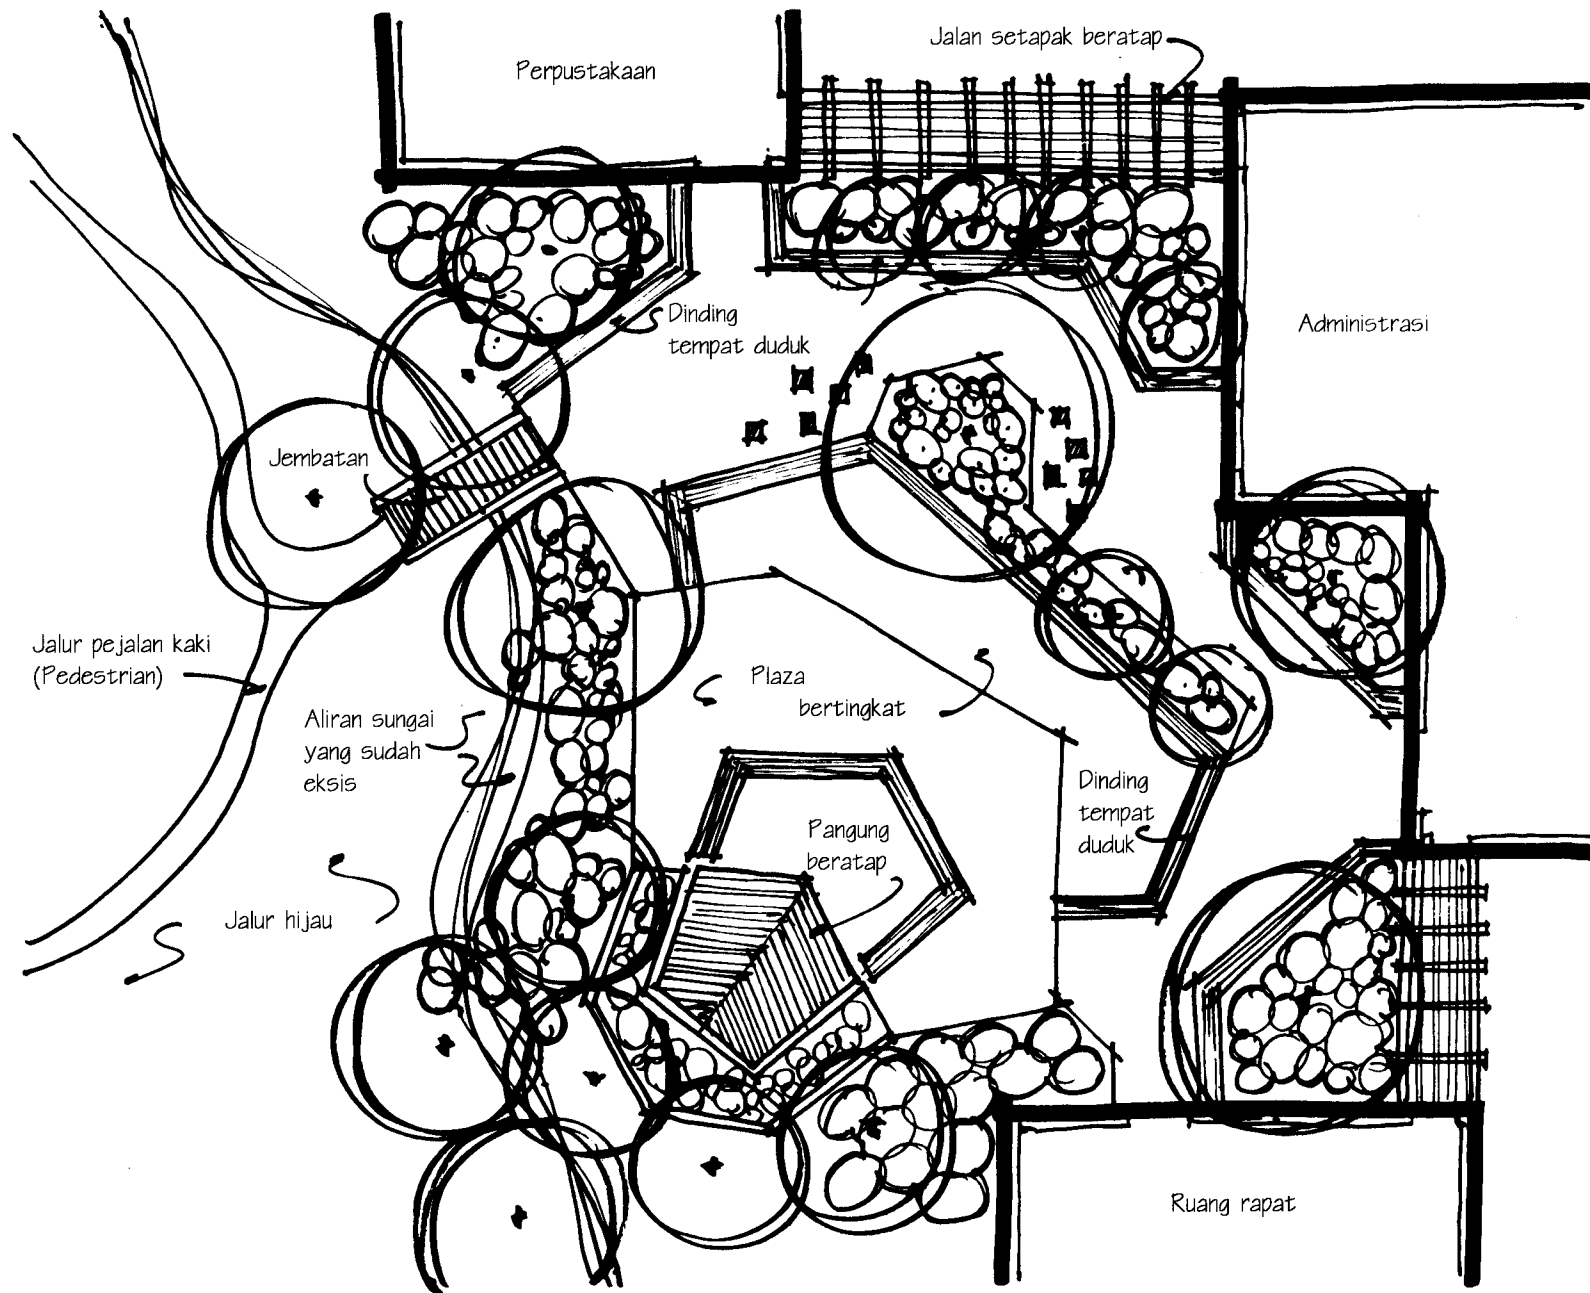 Jalan setapak beratap
Perpustakaan
Dinding
tempat duduk
Administrasi
Jembatan
Jalur pejalan kaki
(Pedestrian)
Plaza
bertingkat
Aliran sungai
yang sudah
eksis
Dinding
tempat
duduk
Pangung
beratap
Jalur hijau
Ruang rapat